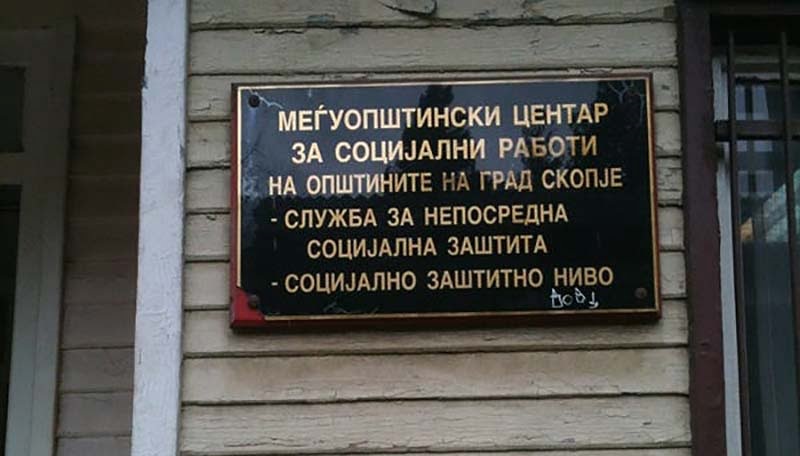 МЕЃУОПШТИНСКИ ЦЕНТАР
ЗА СОЦИЈАЛНИ РАБОТИ
НА ОПШТИНИТЕ НА ГРАД СКОПЈЕ
- СЛУЖБА ЗА НЕПОСРЕДНА
СОЦИЈАЛНА ЗАШТИТА
- СОЦИЈАЛНО ЗАШТИТНО НИВО